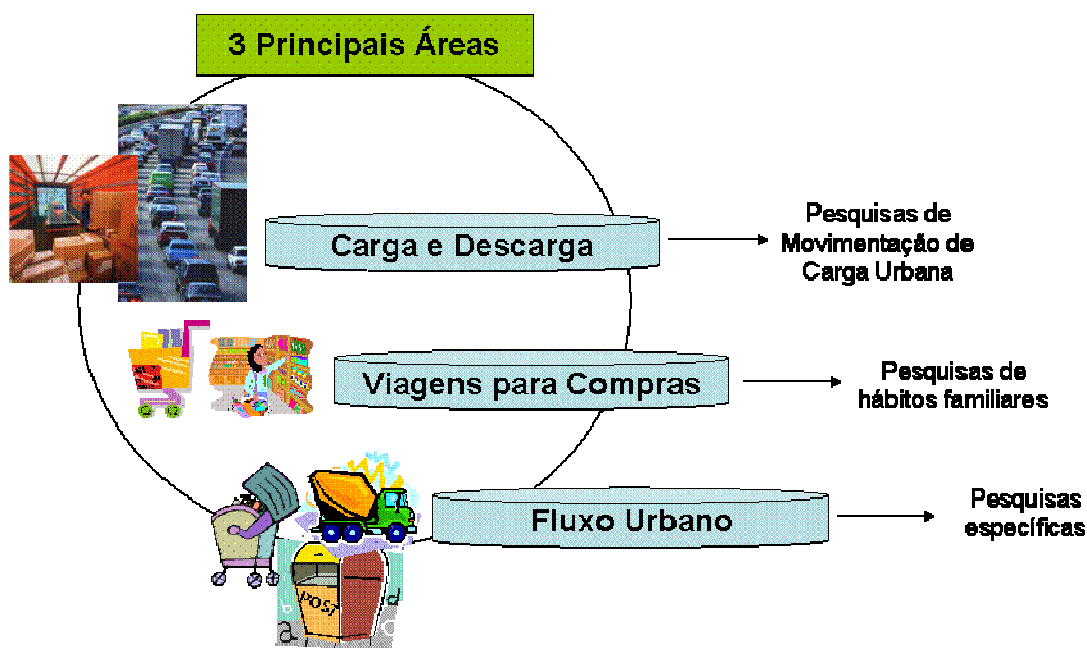 3 Principais Áreas
Carga e Descarga
Pesquisas de
Movimentação de
Carga Urbana
Viagens para Compras
Pesquisas de
hábitos familiares
Fluxo Urbano
Pesquisas
específicas
POST
a
d